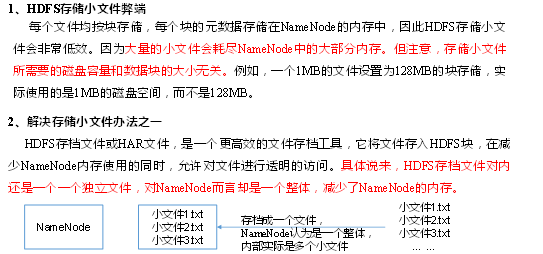 1、HDFS存储小文件弊端
每个文件均按块存储，每个块的元数据存储在NameNode的内存中，因此HDFS存储小文
件会非常低效。因为大量的小文件会耗尽NameNode中的大部分内存。但注意，存储小文件
所需要的磁盘容量和数据块的大小无关。例如，一个1MB的文件设置为128MB的块存储，实
际使用的是1MB的磁盘空间，而不是128MB。
2、解决存储小文件办法之一
HDFS存档文件或HAR文件，是一个更高效的文件存档工具，它将文件存入HDFS块，在减
少NameNode内存使用的同时，允许对文件进行透明的访问。具体说来，HDFS存档文件对内
还是一个一个独立文件，对NameNode而言却是一个整体，减少了NameNode的内存。
NameNode
小文件1.txt
小文件2.txt
小文件3.txt
存档成一个文件，
NameNode认为是一个整体，
内部实际是多个小文件
小文件1.txt
小文件2.txt
小文件3.txt
... ...